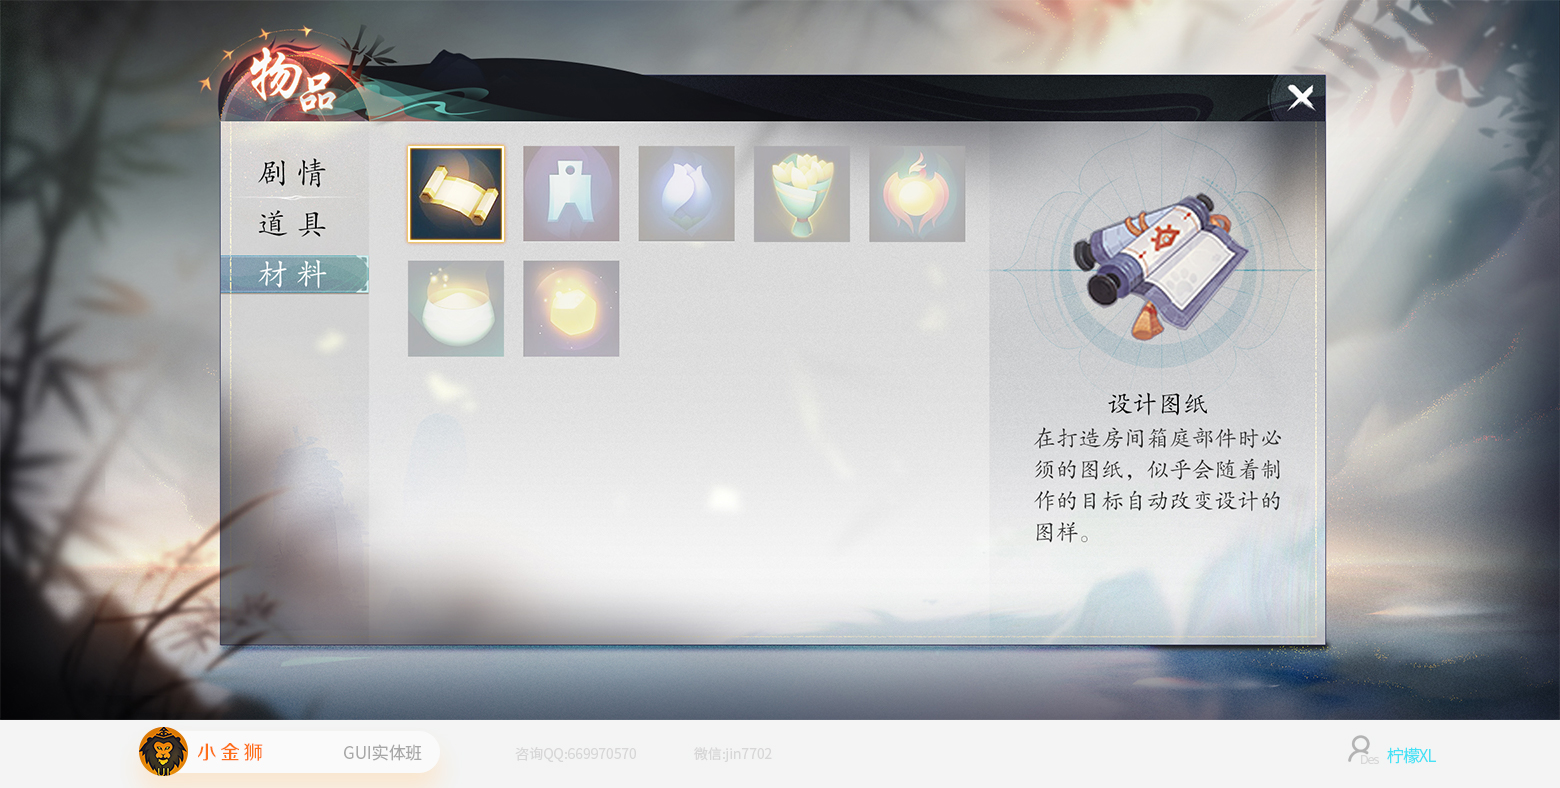 物品
剧情
道具
材料
设计图纸
在打造房间箱庭部件时必
须的图纸，似乎会随着制
作的目标自动改变设计的
图样。
小金狮
GUI实体班
咨询QQ:669970570
微信:jin7702
Des
柠檬XL